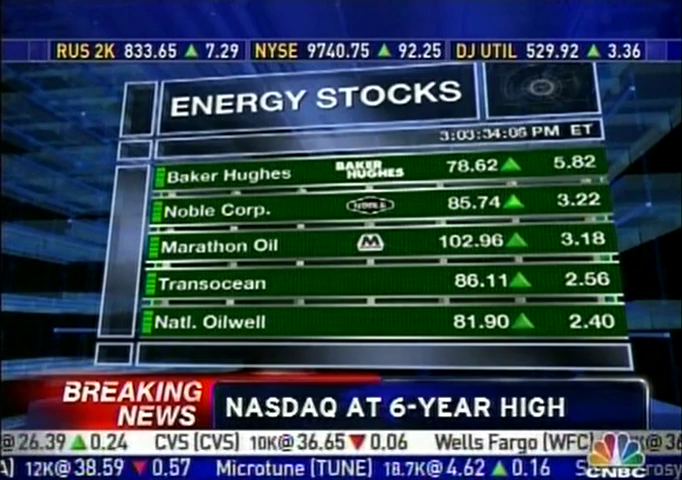 RUS 2K 833.65 ▲ 7.29 NYSE 9740.75 ▲ 92.25 DJ UTIL 529.92 ▲ 3.36
ENERGY STOCKS
3:03:34:06 PM ET
Baker Hughes BAKER HUGHES 78.62 ▲ 5.82
Noble Corp. NOBLE 85.74 ▲ 3.22
Marathon Oil M 102.96 ▲ 3.18
Transocean 86.11 ▲ 2.56
Natl. Oilwell 81.90 ▲ 2.40
BREAKING NEWS
NASDAQ AT 6-YEAR HIGH
@26.39 ▲ 0.24 CVS (CVS) 10K@36.65 ▼ 0.06 Wells Fargo (WFC)
A) 12K@38.59 ▼ 0.57 Microtune (TUNE) 18.7K@4.62 ▲ 0.16
CNBC